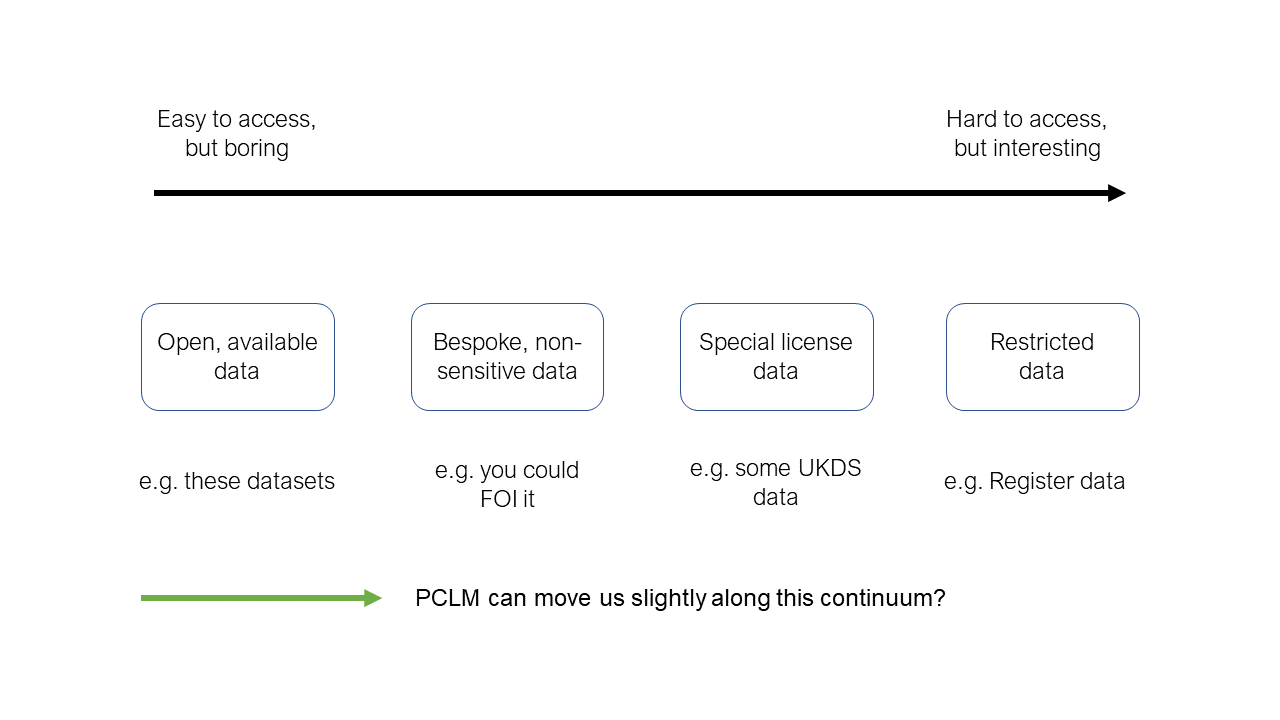 Easy to access,
but boring
Hard to access,
but interesting
Open, available
data
Bespoke, non-
sensitive data
Special license
data
Restricted
data
e.g. these datasets
e.g. you could
FOI it
e.g. some UKDS
data
e.g. Register data
PCLM can move us slightly along this continuum?